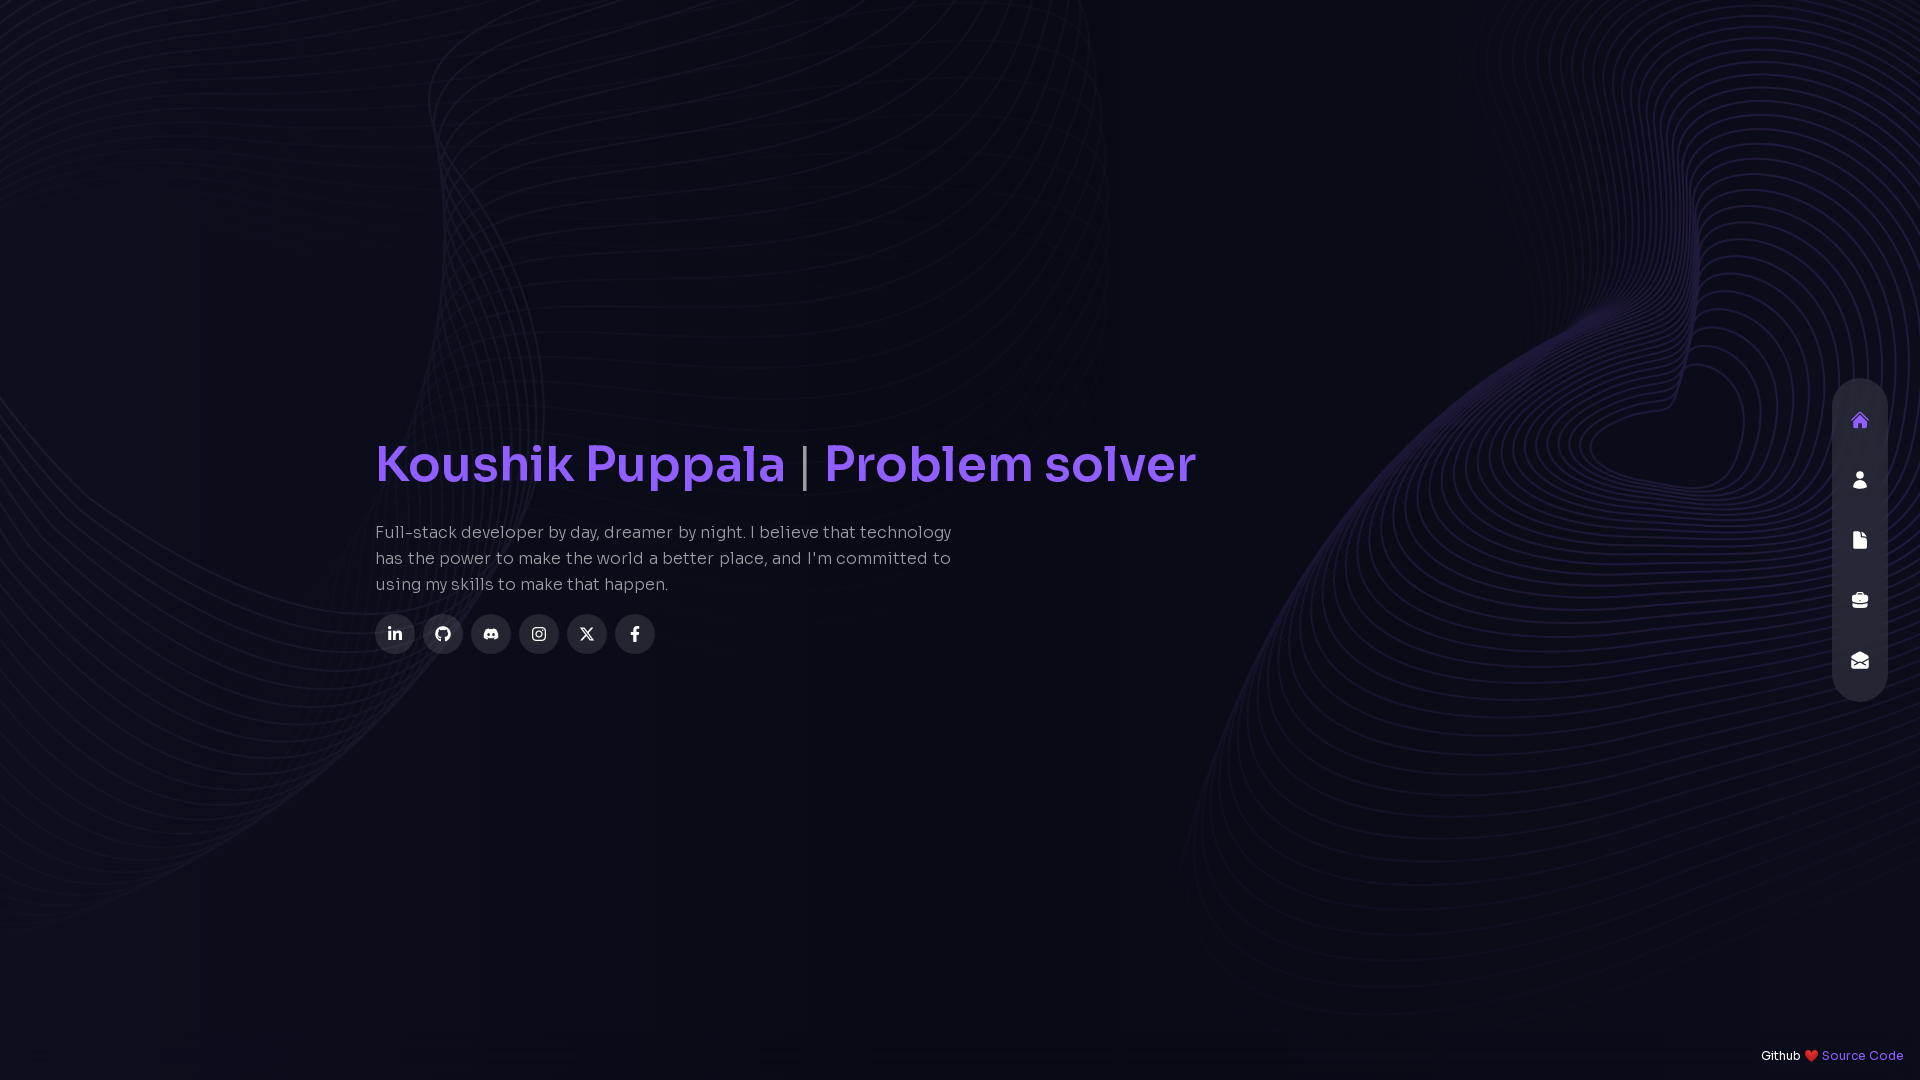 Koushik Puppala | Problem solver
Full-stack developer by day, dreamer by night. I believe that technology
has the power to make the world a better place, and I'm committed to
using my skills to make that happen.
Github ❤️ Source Code